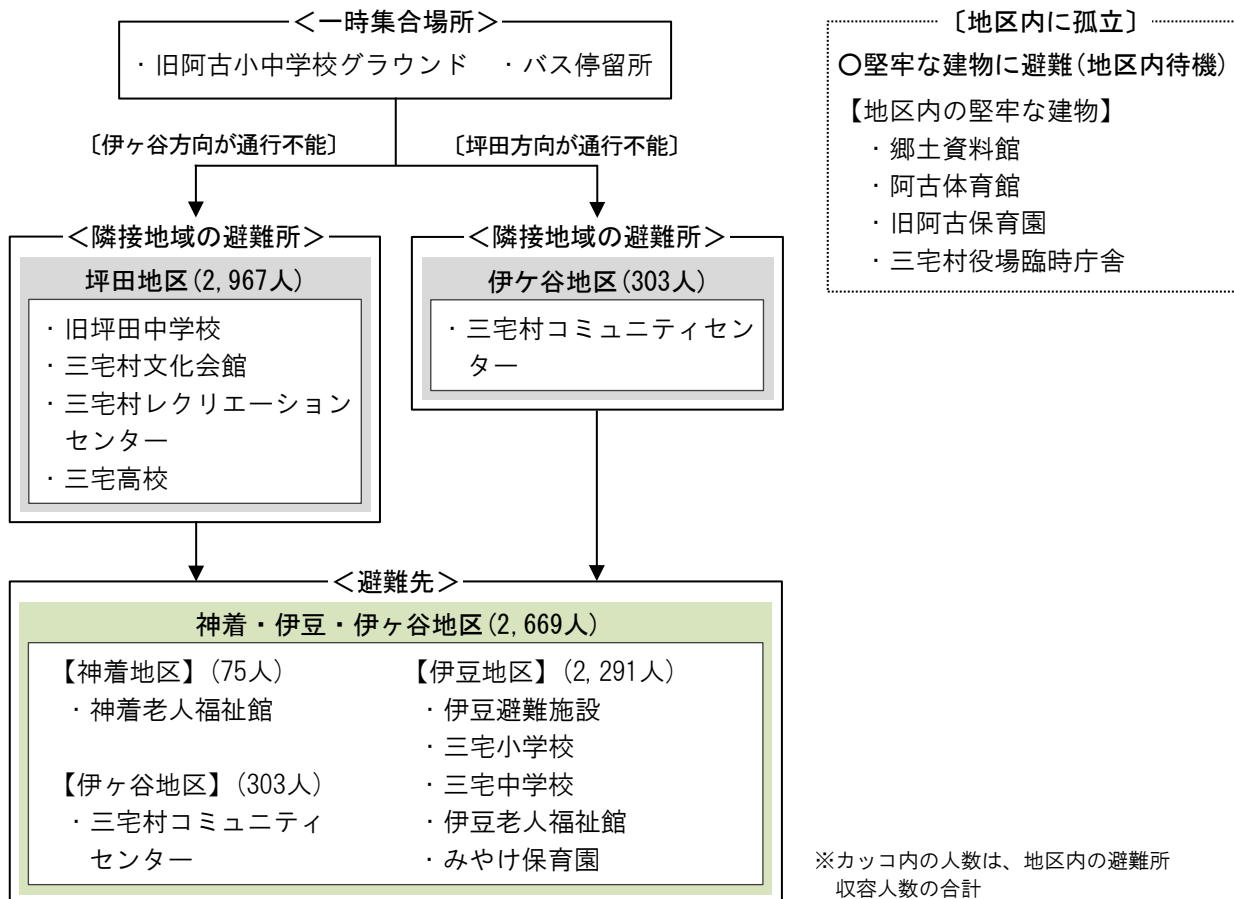 ＜一時集合場所＞
・旧阿古小中学校グラウンド　・バス停留所
〔伊ヶ谷方向が通行不能〕
〔坪田方向が通行不能〕
＜隣接地域の避難所＞
坪田地区(2,967人)
・旧坪田中学校
・三宅村文化会館
・三宅村レクリエーション
センター
・三宅高校
＜隣接地域の避難所＞
伊ケ谷地区(303人)
・三宅村コミュニティセン
ター
＜避難先＞
神着・伊豆・伊ヶ谷地区(2,669人)
【神着地区】(75人)
・神着老人福祉館
【伊ヶ谷地区】(303人)
・三宅村コミュニティ
センター
【伊豆地区】(2,291人)
・伊豆避難施設
・三宅小学校
・三宅中学校
・伊豆老人福祉館
・みやけ保育園
〔地区内に孤立〕
〇堅牢な建物に避難(地区内待機)
【地区内の堅牢な建物】
・郷土資料館
・阿古体育館
・旧阿古保育園
・三宅村役場臨時庁舎
※カッコ内の人数は、地区内の避難所
収容人数の合計